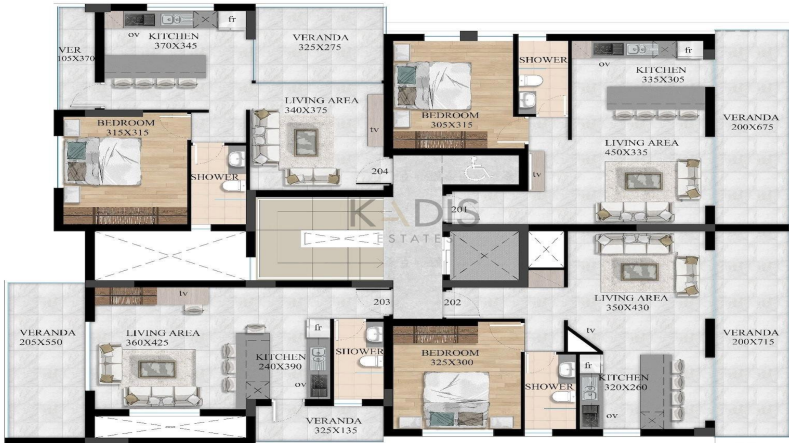 fr
ov
KITCHEN
370X345
VERANDA
325X275
VER
105X370
LIVING AREA
340X375
tv
BEDROOM
315X315
SHOWER
204
BEDROOM
305X315
SHOWER
fr
ov
KITCHEN
335X305
VERANDA
200X675
LIVING AREA
450X335
tv
201
KADIS
ESTATES
203
202
tv
VERANDA
205X550
LIVING AREA
360X425
fr
KITCHEN
240X390
ov
SHOWER
VERANDA
325X135
BEDROOM
325X300
SHOWER
LIVING AREA
350X430
tv
VERANDA
200X715
fr
KITCHEN
320X260
ov